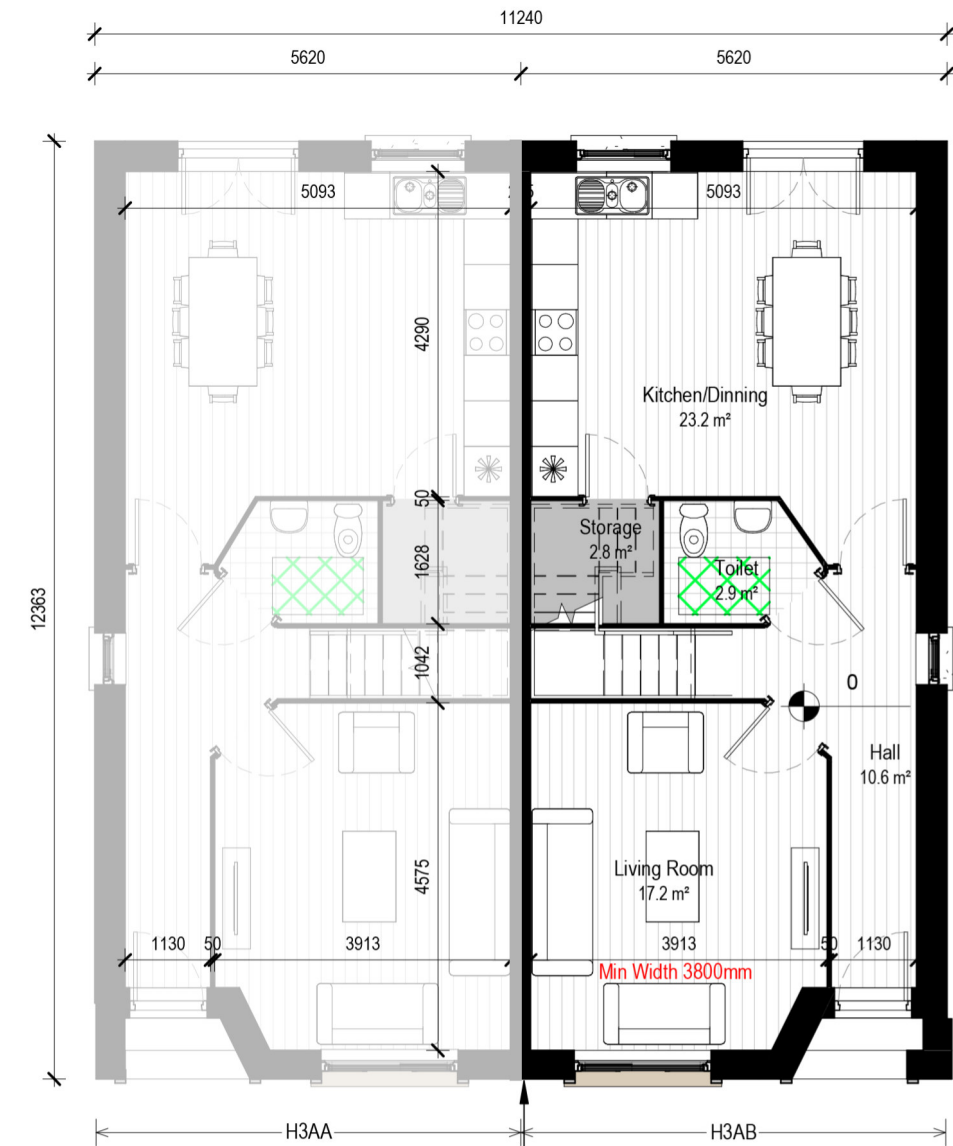 11240
5620 5620
5093 5093
4290
Kitchen/Dinning
23.2 m²
50
Storage
2.8 m²
1628
Toilet
2.9 m²
12363
1042
0
Hall
10.6 m²
4575
Living Room
17.2 m²
1130 50 3913 3913 50 1130
Min Width 3800mm
H3AA H3AB